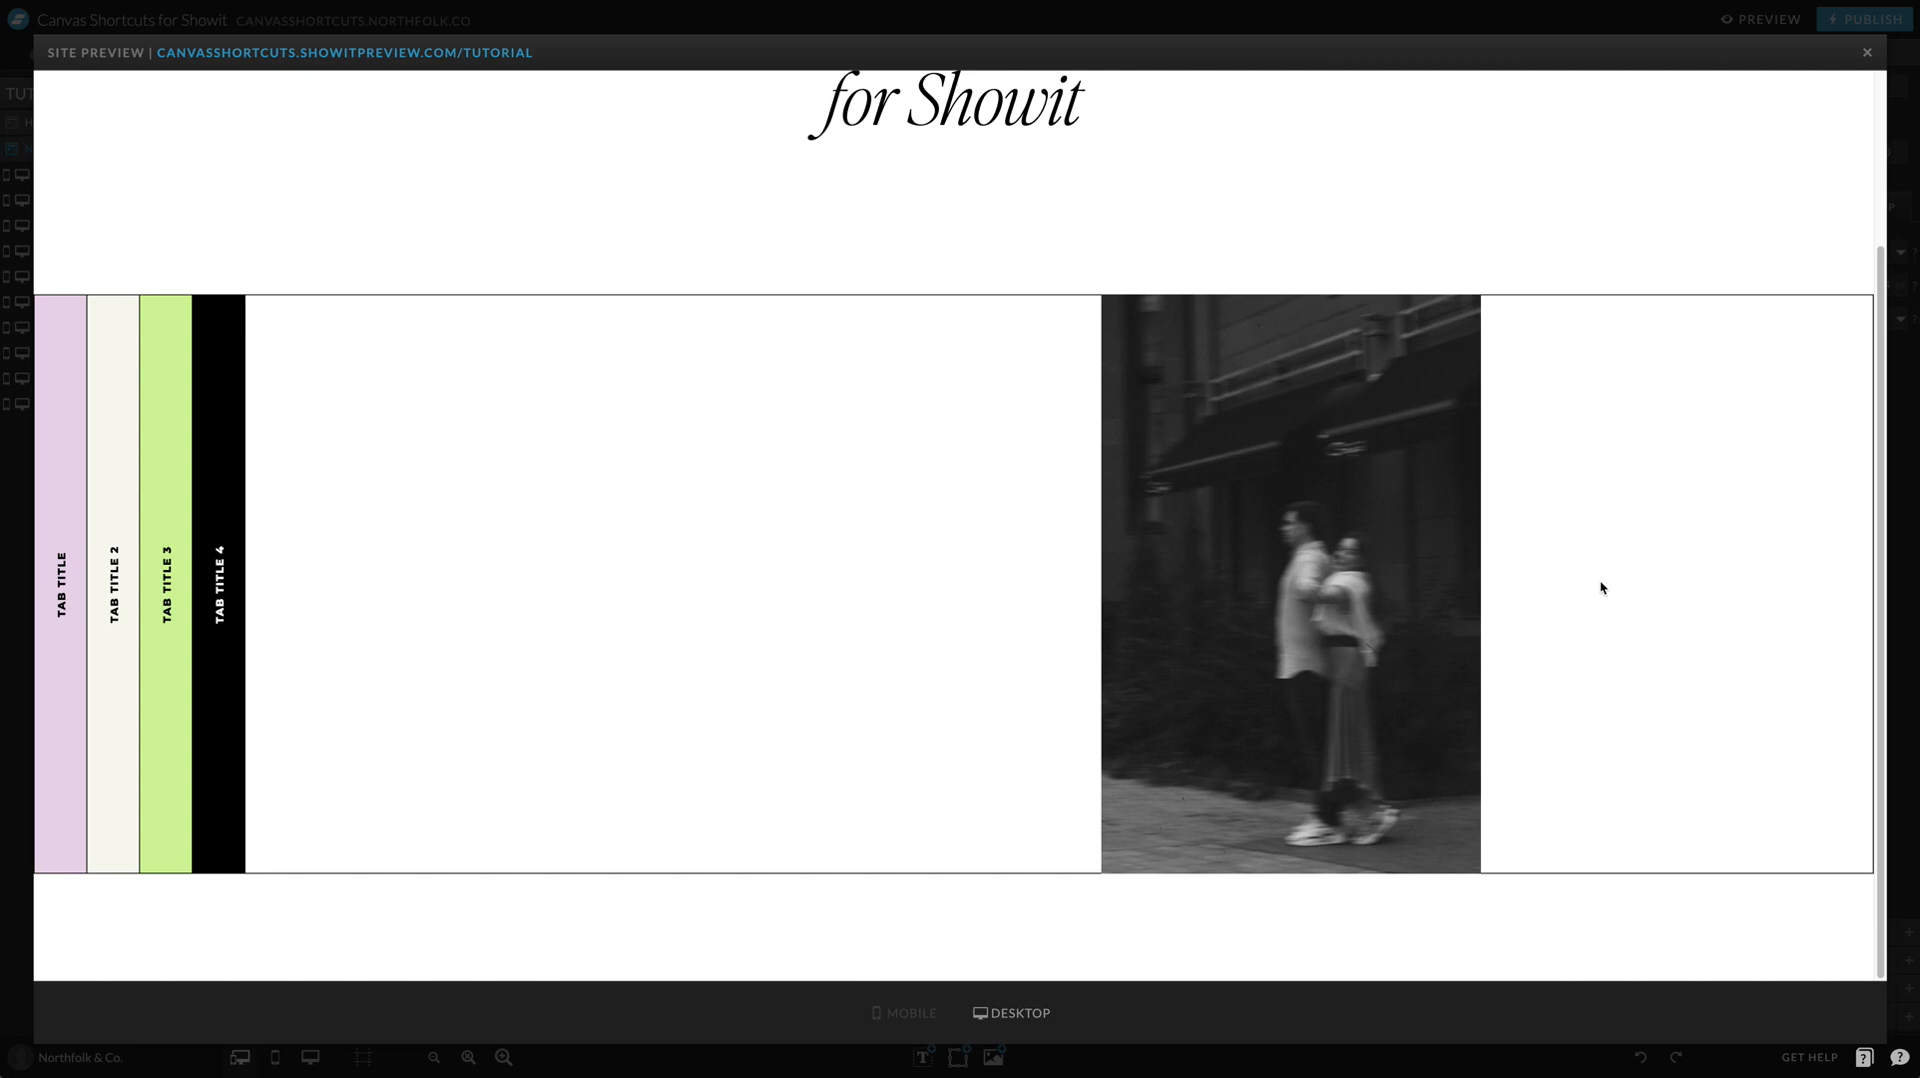 Canvas Shortcuts for Showit CANVASSHORTCUTS.NORTHFOLK.CO
PREVIEW
PUBLISH
SITE PREVIEW | CANVASSHORTCUTS.SHOWITPREVIEW.COM/TUTORIAL
×
TUT
for Showit
TAB TITLE
TAB TITLE 2
TAB TITLE 3
TAB TITLE 4
MOBILE
DESKTOP
Northfolk & Co.
T
GET HELP